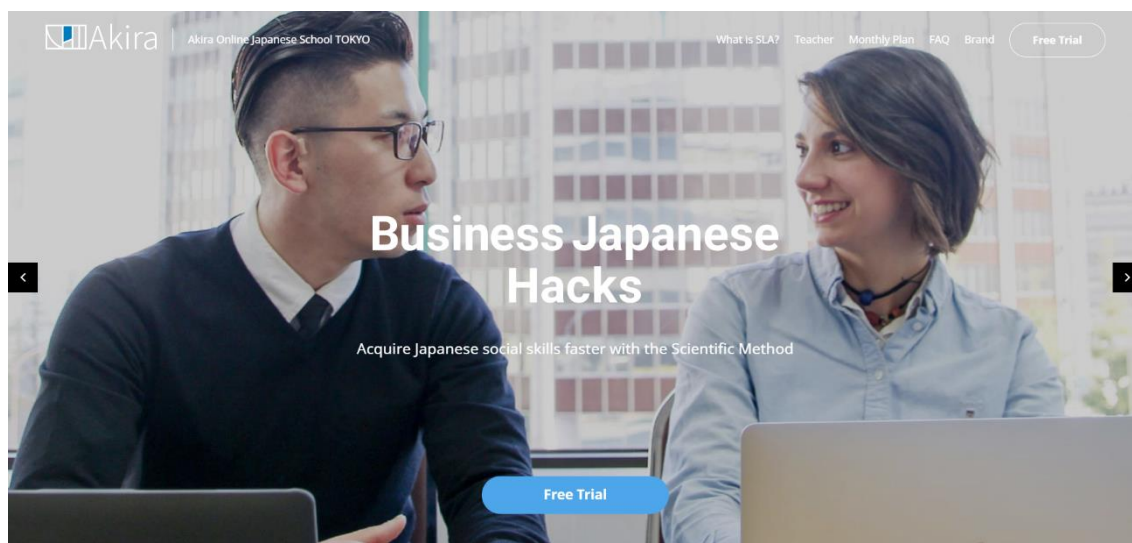 Akira
Akira Online Japanese School TOKYO
What is SLA? Teacher Monthly Plan FAQ Brand Free Trial
Business Japanese
Hacks
Acquire Japanese social skills faster with the Scientific Method
Free Trial